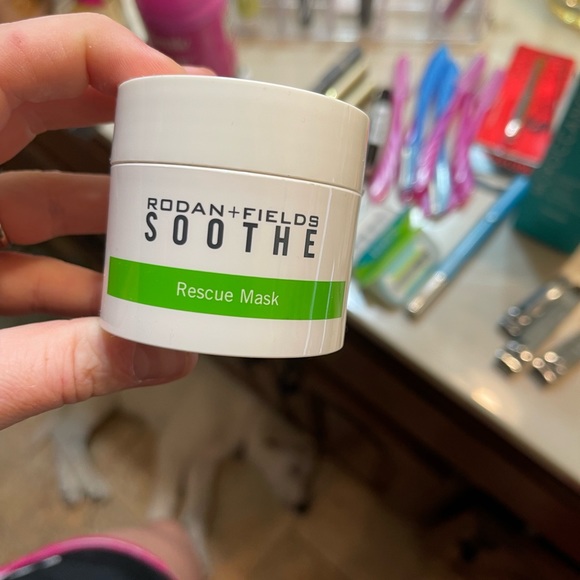 RODAN+FIELDS
SOOTHE
Rescue Mask